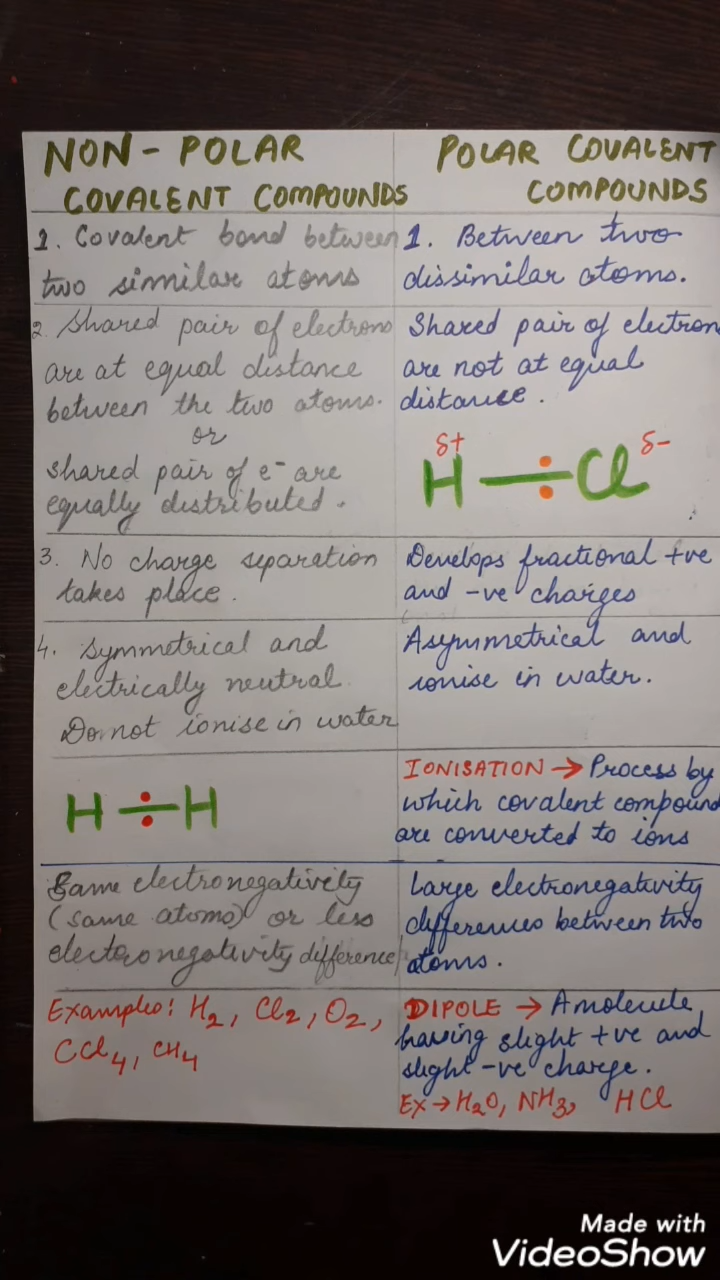 NON - POLAR
COVALENT COMPOUNDS
1. Covalent bond between
two similar atoms
2. Shared pair of electrons
are at equal distance
between the two atoms.
or
shared pair of e⁻ are
equally distributed.
3. No charge separation
takes place.
4. Symmetrical and
electrically neutral.
Do not ionise in water
H — H
Same electronegativity
(same atoms) or less
electronegativity difference
Examples: H₂, Cl₂, O₂,
CCl₄, CH₄
POLAR COVALENT
COMPOUNDS
1. Between two
dissimilar atoms.
Shared pair of electron
are not at equal
distance.
δ+ δ-
H — Cl
Develops fractional +ve
and -ve charges
Asymmetrical and
ionise in water.
IONISATION → Process by
which covalent compound
are converted to ions
Large electronegativity
differences between two
atoms.
DIPOLE → A molecule
having slight +ve and
slight -ve charge.
EX → H₂O, NH₃, HCl
Made with
VideoShow